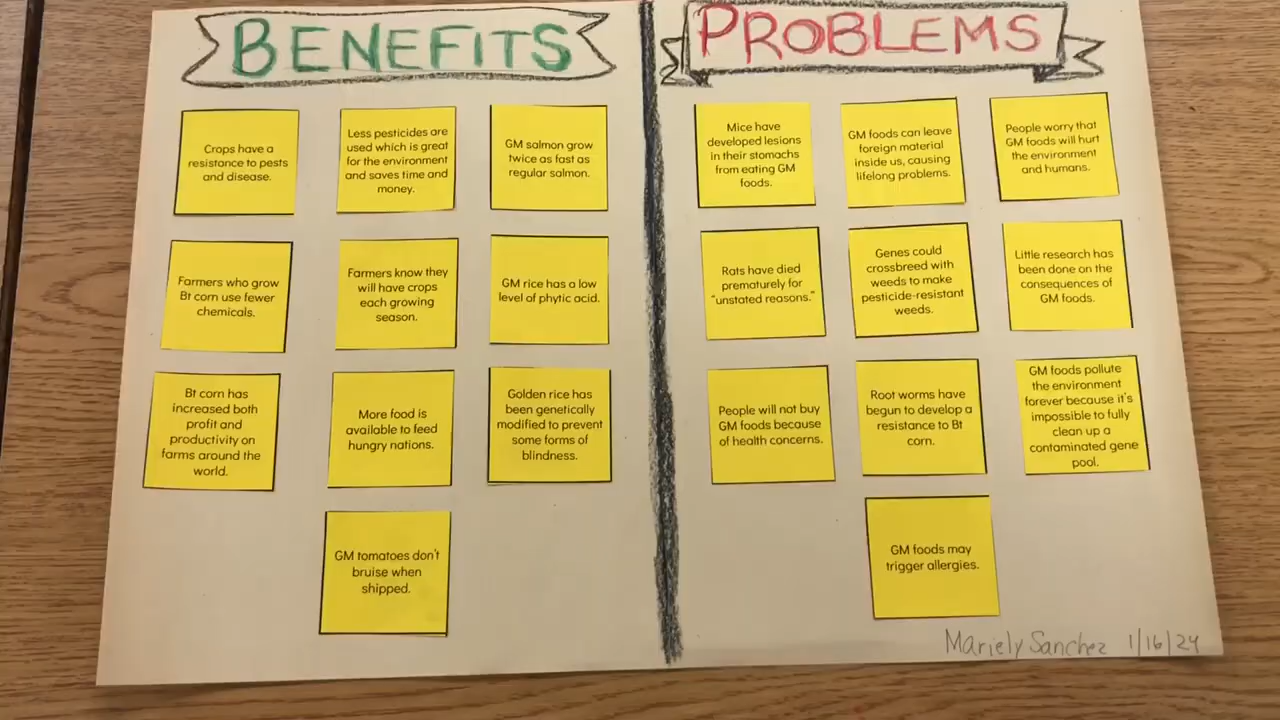 BENEFITS
Crops have a
resistance to pests
and disease.
Less pesticides are
used which is great
for the environment
and saves time and
money.
GM salmon grow
twice as fast as
regular salmon.
Farmers who grow
Bt corn use fewer
chemicals.
Farmers know they
will have crops
each growing
season.
GM rice has a low
level of phytic acid.
Bt corn has
increased both
profit and
productivity on
farms around the
world.
More food is
available to feed
hungry nations.
Golden rice has
been genetically
modified to prevent
some forms of
blindness.
GM tomatoes don't
bruise when
shipped.
PROBLEMS
Mice have
developed lesions
in their stomachs
from eating GM
foods.
GM foods can leave
foreign material
inside us, causing
lifelong problems.
People worry that
GM foods will hurt
the environment
and humans.
Rats have died
prematurely for
"unstated reasons."
Genes could
crossbreed with
weeds to make
pesticide-resistant
weeds.
Little research has
been done on the
consequences of
GM foods.
People will not buy
GM foods because
of health concerns.
Root worms have
begun to develop a
resistance to Bt
corn.
GM foods pollute
the environment
forever because it's
impossible to fully
clean up a
contaminated gene
pool.
GM foods may
trigger allergies.
Mariely Sanchez 1/16/24